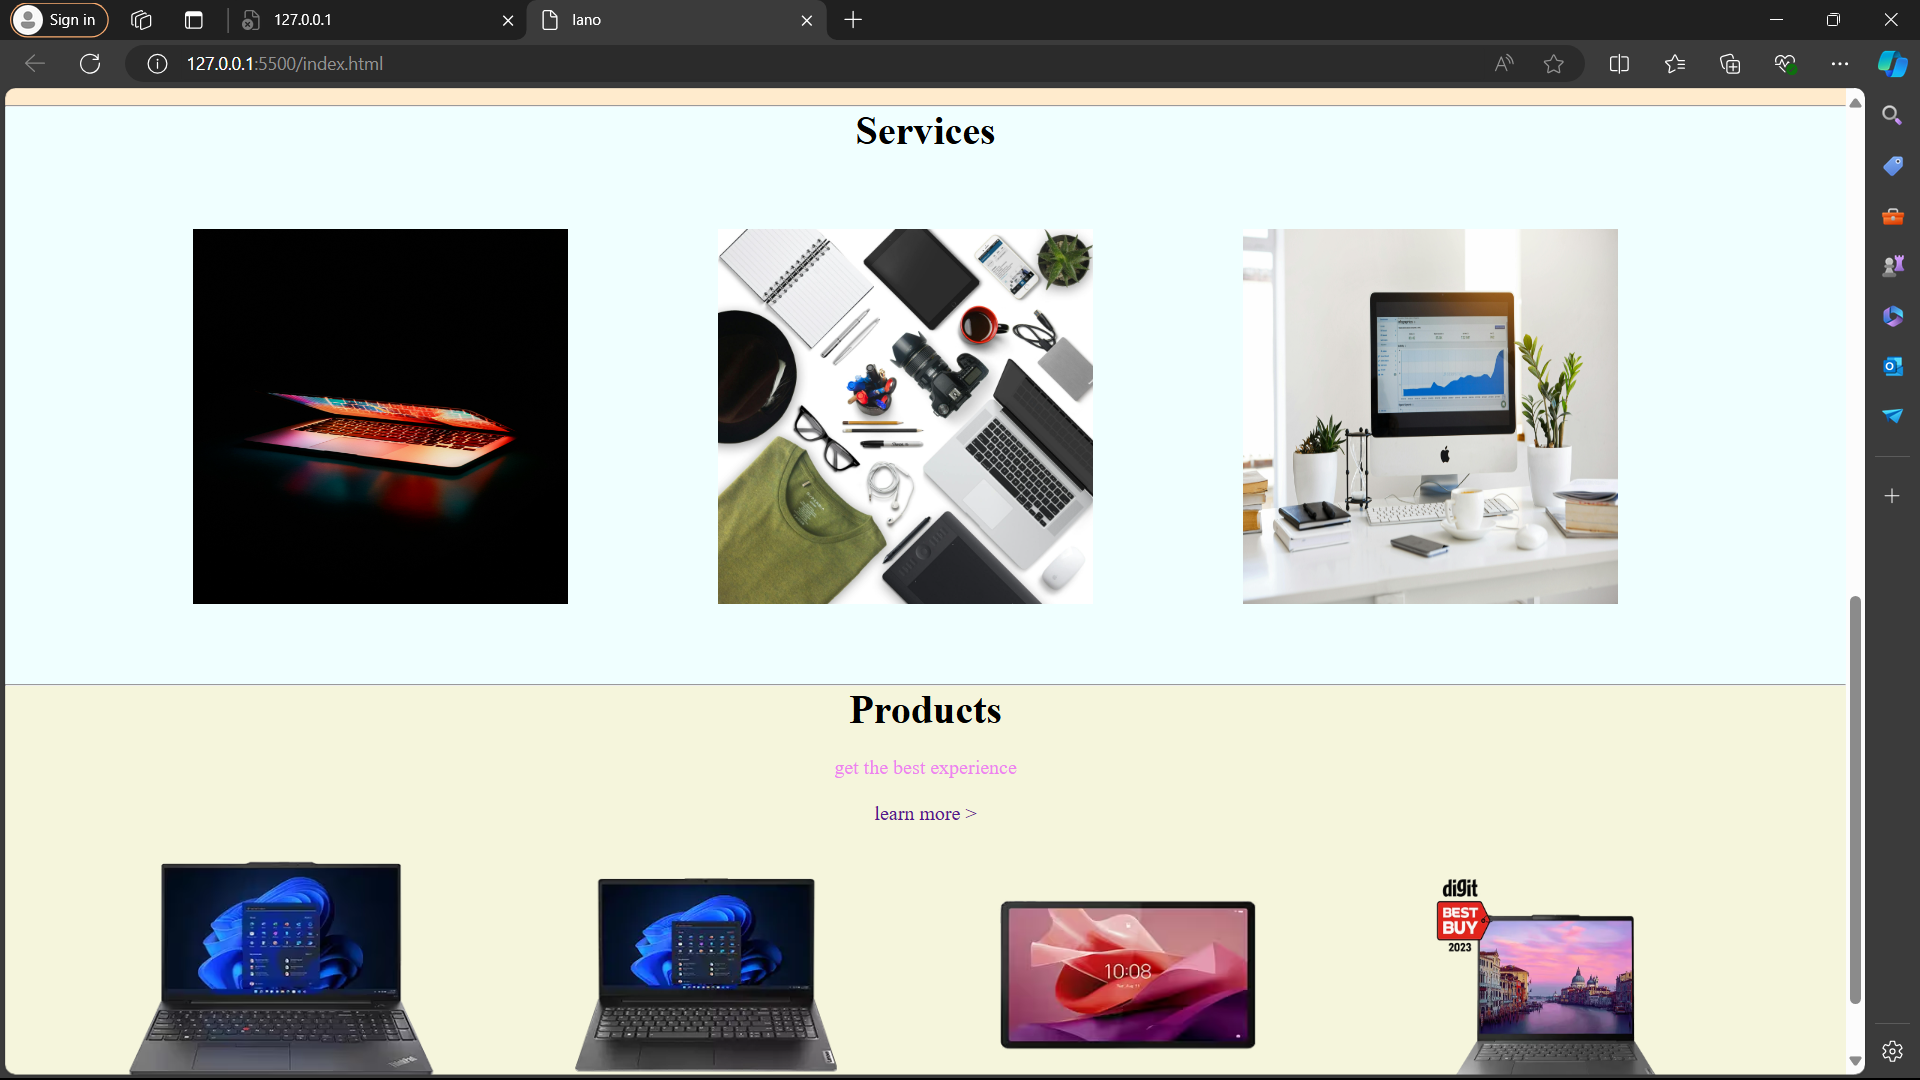 Sign in
127.0.0.1
lano
127.0.0.1:5500/index.html
Services
Products
get the best experience
learn more >
10:08
digit
BEST
BUY
2023